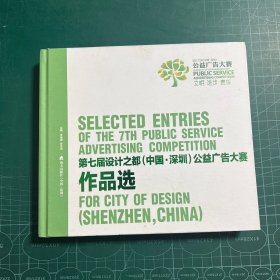 公益广告大赛
PUBLIC SERVICE
ADVERTISING COMPETITION
SELECTED ENTRIES
OF THE 7TH PUBLIC SERVICE
ADVERTISING COMPETITION
第七届设计之都(中国·深圳)公益广告大赛
作品选
FOR CITY OF DESIGN
(SHENZHEN, CHINA)